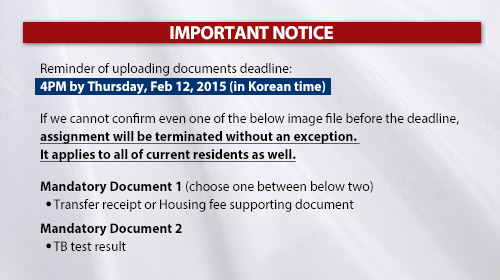 IMPORTANT NOTICE
Reminder of uploading documents deadline:
4PM by Thursday, Feb 12, 2015 (in Korean time)
If we cannot confirm even one of the below image file before the deadline,
assignment will be terminated without an exception.
It applies to all of current residents as well.
Mandatory Document 1 (choose one between below two)
• Transfer receipt or Housing fee supporting document
Mandatory Document 2
• TB test result